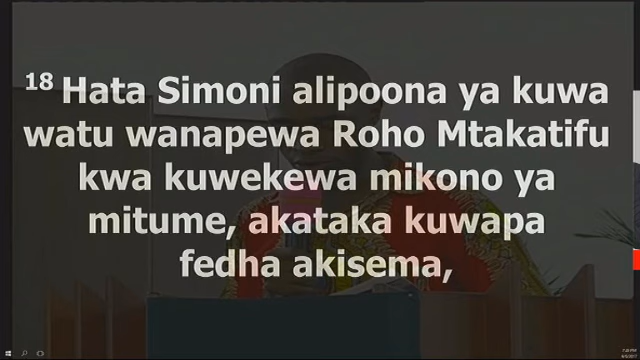 18 Hata Simoni alipoona ya kuwa
watu wanapewa Roho Mtakatifu
kwa kuwekewa mikono ya
mitume, akataka kuwapa
fedha akisema,